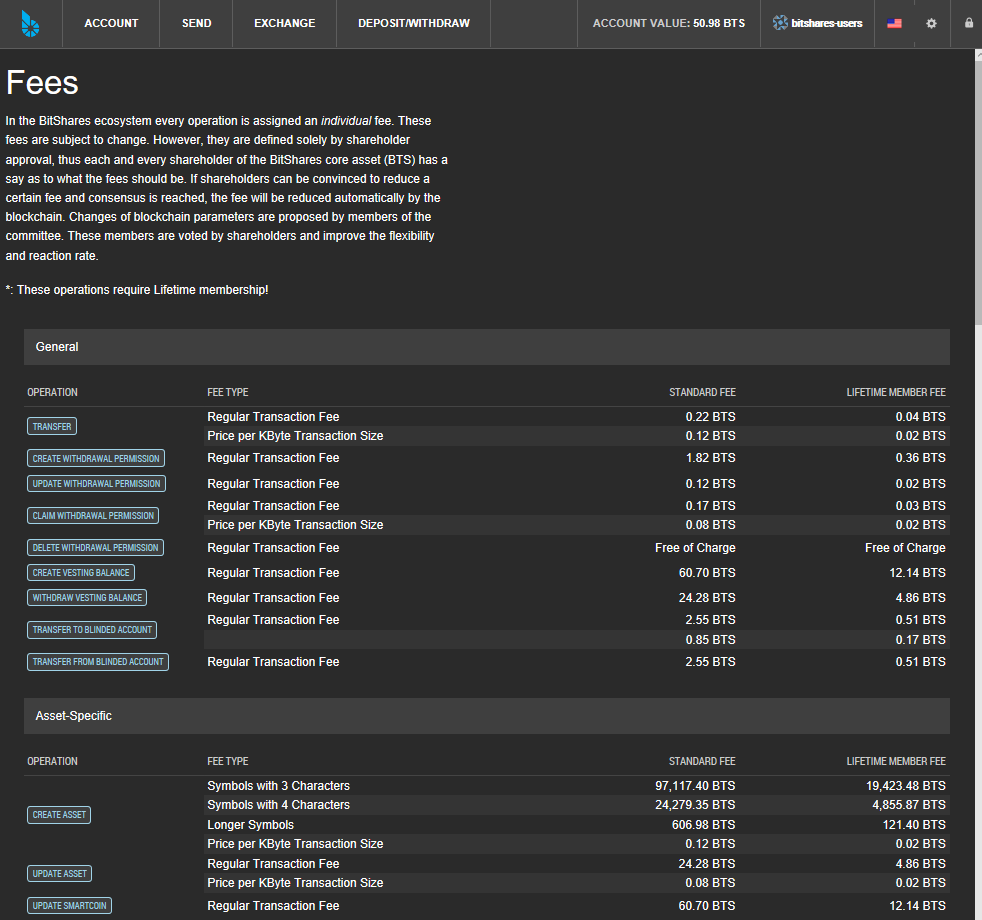 ACCOUNT SEND EXCHANGE DEPOSIT/WITHDRAW ACCOUNT VALUE: 50.98 BTS bitshares-users
Fees
In the BitShares ecosystem every operation is assigned an individual fee. These
fees are subject to change. However, they are defined solely by shareholder
approval, thus each and every shareholder of the BitShares core asset (BTS) has a
say as to what the fees should be. If shareholders can be convinced to reduce a
certain fee and consensus is reached, the fee will be reduced automatically by the
blockchain. Changes of blockchain parameters are proposed by members of the
committee. These members are voted by shareholders and improve the flexibility
and reaction rate.
*: These operations require Lifetime membership!
General
OPERATION FEE TYPE STANDARD FEE LIFETIME MEMBER FEE
TRANSFER Regular Transaction Fee 0.22 BTS 0.04 BTS
Price per KByte Transaction Size 0.12 BTS 0.02 BTS
CREATE WITHDRAWAL PERMISSION Regular Transaction Fee 1.82 BTS 0.36 BTS
UPDATE WITHDRAWAL PERMISSION Regular Transaction Fee 0.12 BTS 0.02 BTS
CLAIM WITHDRAWAL PERMISSION Regular Transaction Fee 0.17 BTS 0.03 BTS
Price per KByte Transaction Size 0.08 BTS 0.02 BTS
DELETE WITHDRAWAL PERMISSION Regular Transaction Fee Free of Charge Free of Charge
CREATE VESTING BALANCE Regular Transaction Fee 60.70 BTS 12.14 BTS
WITHDRAW VESTING BALANCE Regular Transaction Fee 24.28 BTS 4.86 BTS
TRANSFER TO BLINDED ACCOUNT Regular Transaction Fee 2.55 BTS 0.51 BTS
0.85 BTS 0.17 BTS
TRANSFER FROM BLINDED ACCOUNT Regular Transaction Fee 2.55 BTS 0.51 BTS
Asset-Specific
OPERATION FEE TYPE STANDARD FEE LIFETIME MEMBER FEE
CREATE ASSET Symbols with 3 Characters 97,117.40 BTS 19,423.48 BTS
Symbols with 4 Characters 24,279.35 BTS 4,855.87 BTS
Longer Symbols 606.98 BTS 121.40 BTS
Price per KByte Transaction Size 0.12 BTS 0.02 BTS
UPDATE ASSET Regular Transaction Fee 24.28 BTS 4.86 BTS
Price per KByte Transaction Size 0.08 BTS 0.02 BTS
UPDATE SMARTCOIN Regular Transaction Fee 60.70 BTS 12.14 BTS